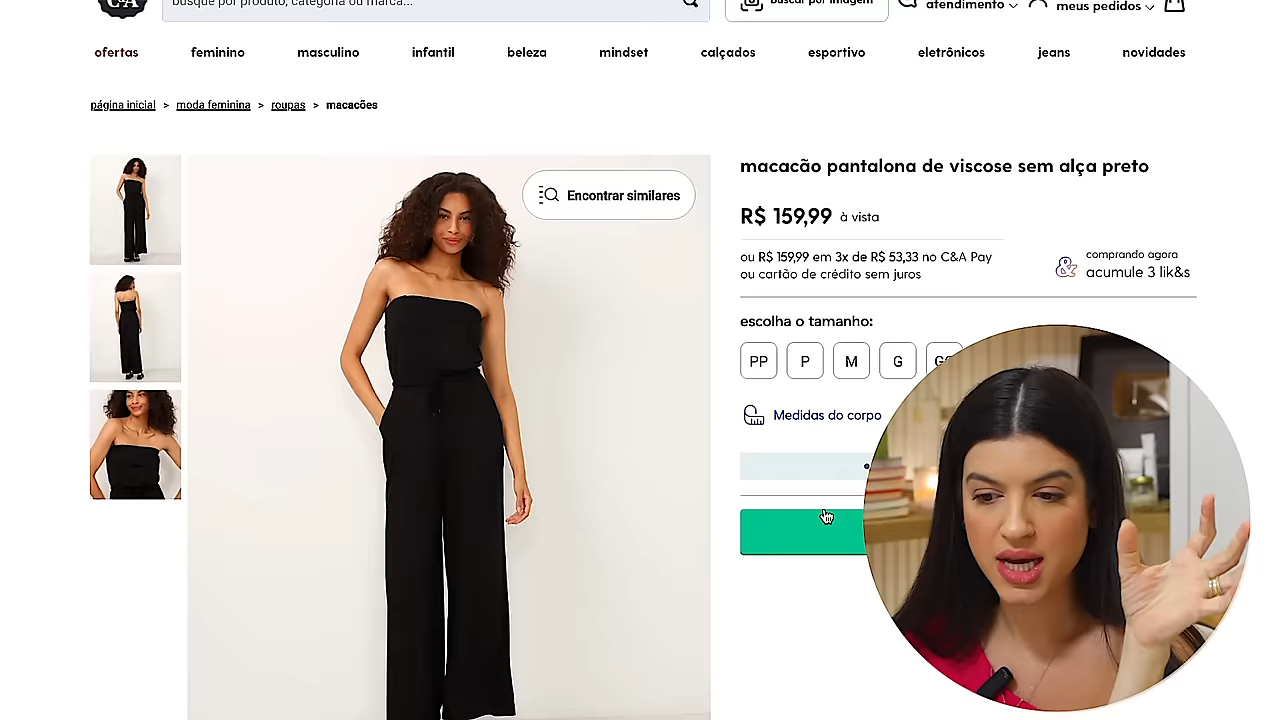 C&A
busque por produto, categoria ou marca...
buscar por imagem
atendimento
meus pedidos
ofertas feminino masculino infantil beleza mindset calçados esportivo eletrônicos jeans novidades
página inicial > moda feminina > roupas > macacões
Encontrar similares
macacão pantalona de viscose sem alça preto
R$ 159,99 à vista
ou R$ 159,99 em 3x de R$ 53,33 no C&A Pay
ou cartão de crédito sem juros
comprando agora
acumule 3 lik&s
escolha o tamanho:
PP P M G
Medidas do corpo